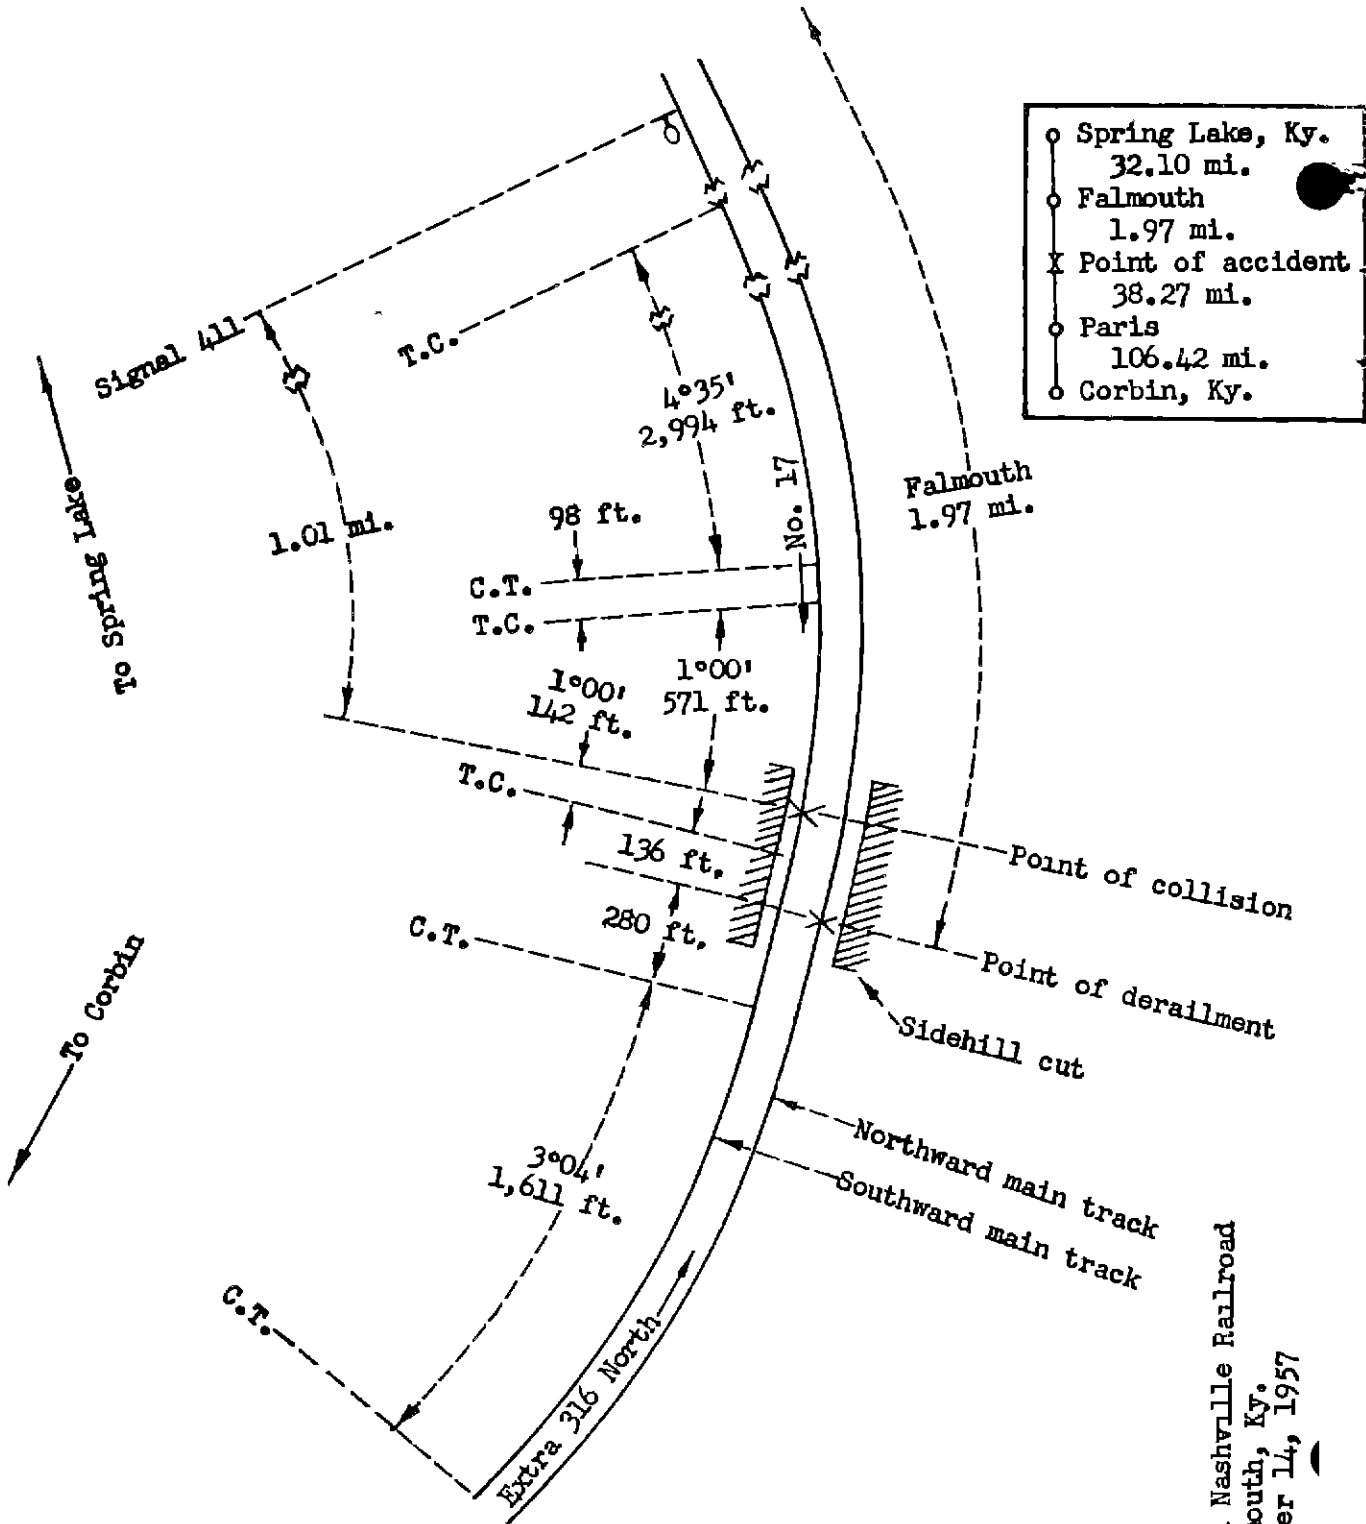 Spring Lake, Ky.
32.10 mi.
Falmouth
1.97 mi.
X Point of accident
38.27 mi.
Paris
106.42 mi.
Corbin, Ky.
Signal 411
T.C.
4°35'
2,994 ft.
To Spring Lake
1.01 mi.
98 ft.
No. 17
Falmouth
1.97 mi.
C.T.
T.C.
1°00'
142 ft.
1°00'
571 ft.
T.C.
136 ft.
280 ft.
C.T.
Point of collision
Point of derailment
Sidehill cut
To Corbin
Northward main track
Southward main track
3°04'
1,611 ft.
C.T.
Extra 316 North
Nashville Railroad
outh, Ky.
er 14, 1957